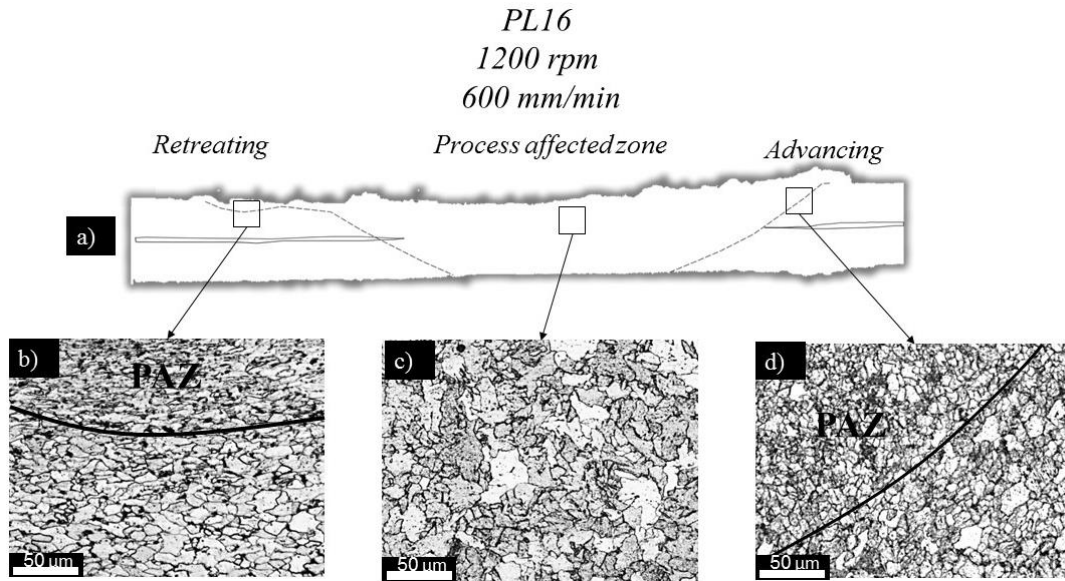 PL16
1200 rpm
600 mm/min
Retreating
Process affected zone
Advancing
a)
b)
PAZ
50 um
c)
50 um
d)
PAZ
50 um